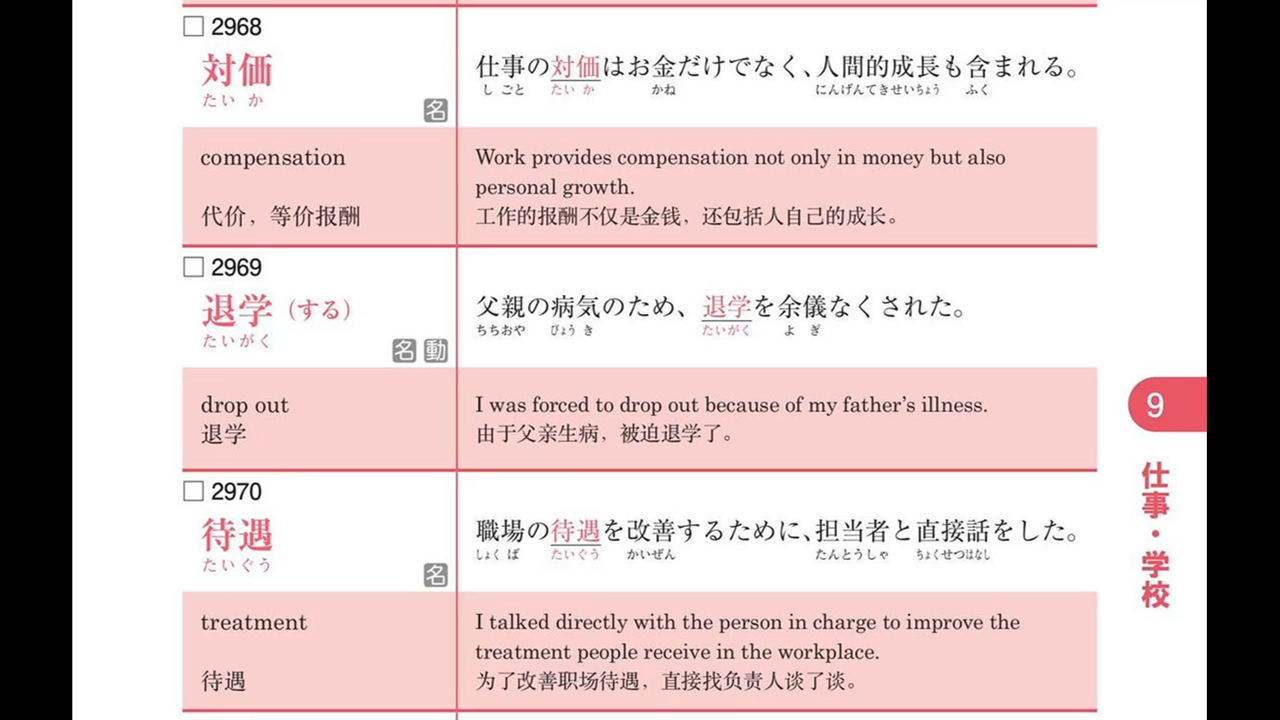 2968
対価
たいか
名
仕事の対価はお金だけでなく、人間的成長も含まれる。
しごと たいか かね にんげんてきせいちょう ふく
compensation
代价，等价报酬
Work provides compensation not only in money but also
personal growth.
工作的报酬不仅是金钱，还包括人自己的成长。
2969
退学（する）
たいがく
名 動
父親の病気のため、退学を余儀なくされた。
ちちおや びょうき たいがく よぎ
drop out
退学
I was forced to drop out because of my father's illness.
由于父亲生病，被迫退学了。
2970
待遇
たいぐう
名
職場の待遇を改善するために、担当者と直接話をした。
しょくば たいぐう かいぜん たんとうしゃ ちょくせつはなし
treatment
待遇
I talked directly with the person in charge to improve the
treatment people receive in the workplace.
为了改善职场待遇，直接找负责人谈了谈。
9
仕事・学校